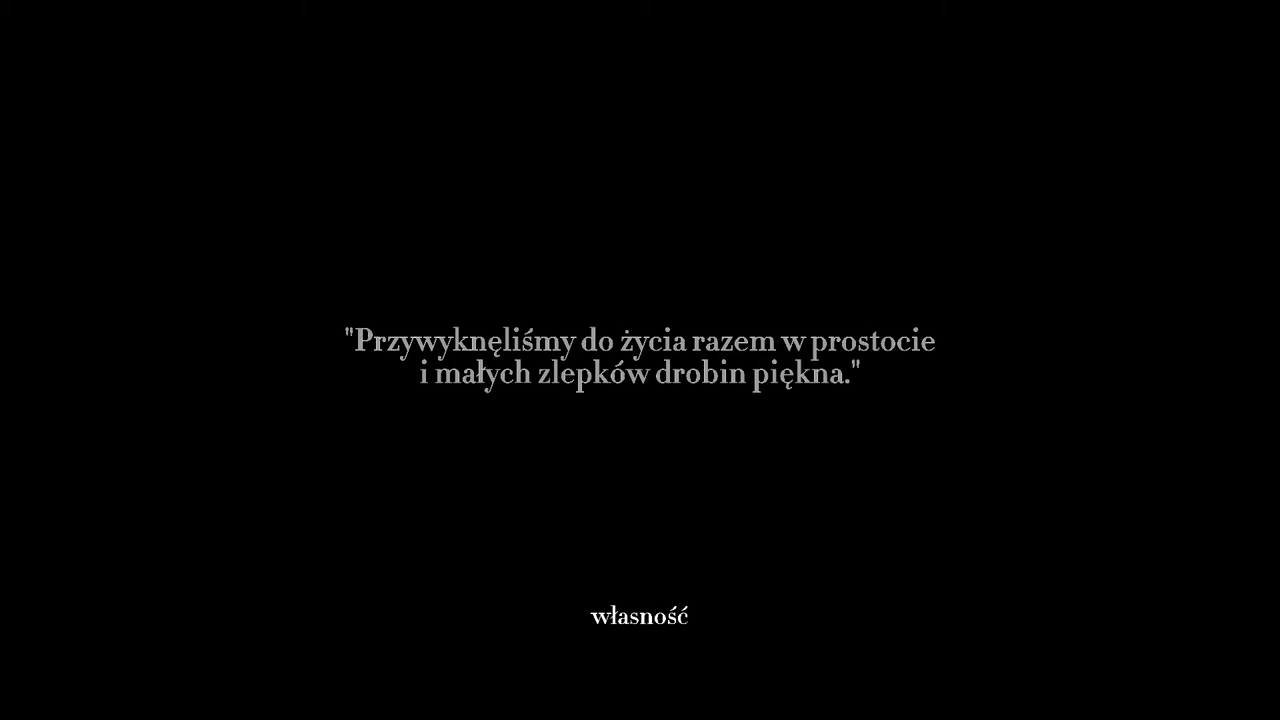 "Przywyknęliśmy do życia razem w prostocie
i małych zlepków drobin piękna."
własność